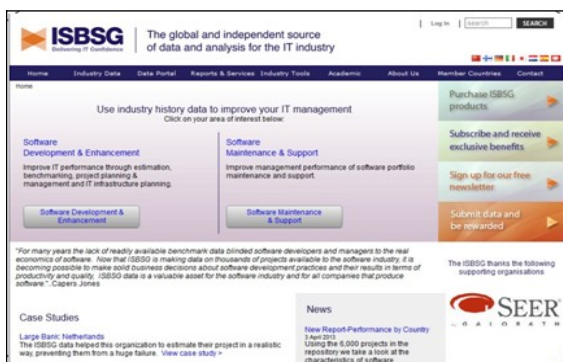 ISBSG
Delivering IT Confidence
The global and independent source
of data and analysis for the IT industry
Log In
search
SEARCH
Home
Industry Data
Data Portal
Reports & Services
Industry Tools
Academic
About Us
Member Countries
Contact
Home
Use industry history data to improve your IT management
Click on your area of interest below:
Software
Development & Enhancement
Improve IT performance through estimation,
benchmarking, project planning &
management and IT infrastructure planning.
Software Development &
Enhancement
Software
Maintenance & Support
Improve management performance of software portfolio
maintenance and support.
Software Maintenance
& Support
Purchase ISBSG
products
Subscribe and receive
exclusive benefits
Sign up for our free
newsletter
Submit data and
be rewarded
"For many years the lack of readily available benchmark data blinded software developers and managers to the real
economics of software. Now that ISBSG is making data on thousands of projects available to the software industry, it is
becoming possible to make solid business decisions about software development practices and their results in terms of
productivity and quality, ISBSG data is a valuable asset for the software industry and for all companies that produce
software.". Capers Jones
The ISBSG thanks the following
supporting organisations
SEER
by GALORATH
Case Studies
Large Bank: Netherlands
The ISBSG data helped this organization to estimate their project in a realistic
way, preventing them from a huge failure. View case study >
News
New Report-Performance by Country
3 April 2013
Using the 6,000 projects in the
repository we take a look at the
characteristics of software